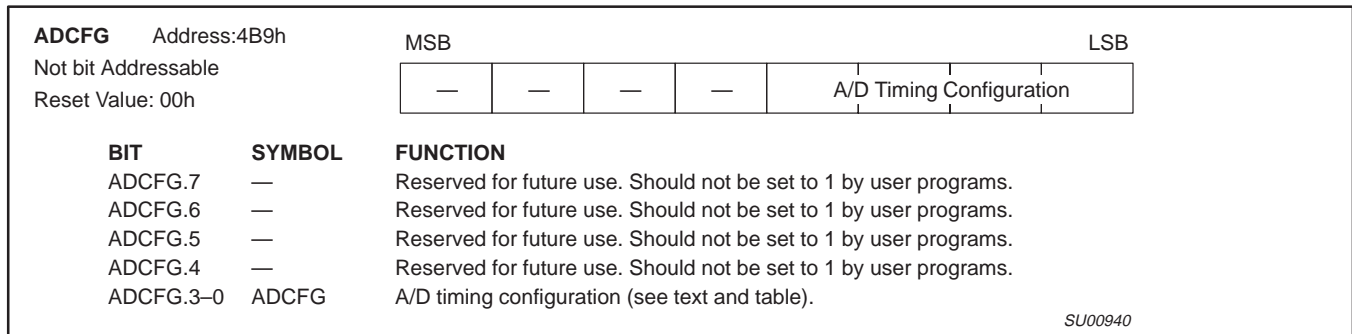 ADCFG Address:4B9h
Not bit Addressable
Reset Value: 00h
MSB LSB
— — — — A/D Timing Configuration
BIT SYMBOL FUNCTION
ADCFG.7 — Reserved for future use. Should not be set to 1 by user programs.
ADCFG.6 — Reserved for future use. Should not be set to 1 by user programs.
ADCFG.5 — Reserved for future use. Should not be set to 1 by user programs.
ADCFG.4 — Reserved for future use. Should not be set to 1 by user programs.
ADCFG.3–0 ADCFG A/D timing configuration (see text and table).
SU00940